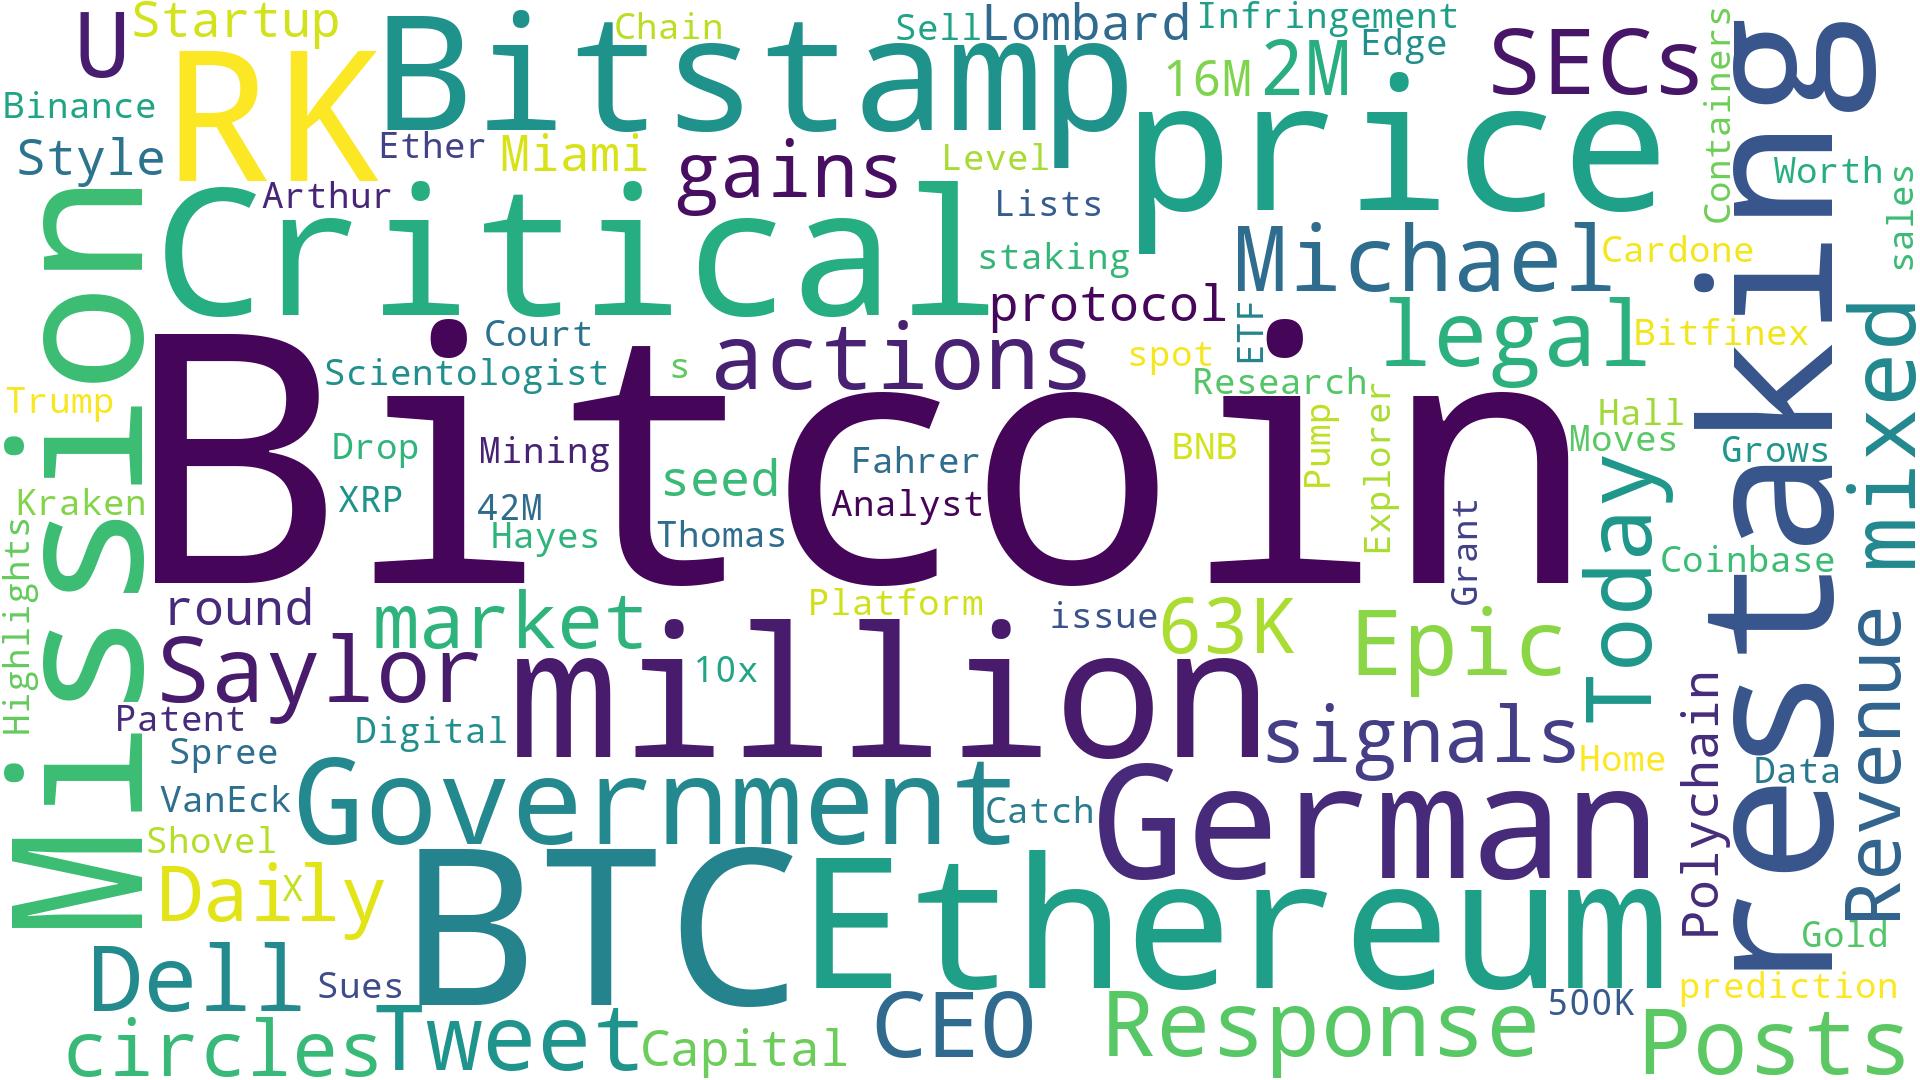 U
Startup
Bitstamp
Chain
Sell
Lombard
Infringement
Edge
SECs
Containers
restaking
Binance
RK
16M
2M
price
Style
Ether
Miami
gains
Level
Worth
sales
Mission
Arthur
Critical
Lists
staking
Michael
Cardone
protocol
ETF
legal
Bitfinex
mixed
Court
Scientologist
s
actions
spot
Research
Trump
Bitcoin
Drop
Mining
Fahrer
BNB
Pump
Explorer
Hall
Moves
Grows
Kraken
XRP
42M
seed
Analyst
Today
Hayes
Thomas
Grant
Coinbase
Highlights
round
market
Platform
issue
63K
Epic
Revenue
Saylor
million
10x
Patent
Digital
signals
Polychain
Spree
Home
Data
VanEck
Government
Catch
German
Shovel
Daily
X
BTC
Ethereum
Gold
Dell
Sues
CEO
Response
500K
prediction
circles
Tweet
Capital
Posts